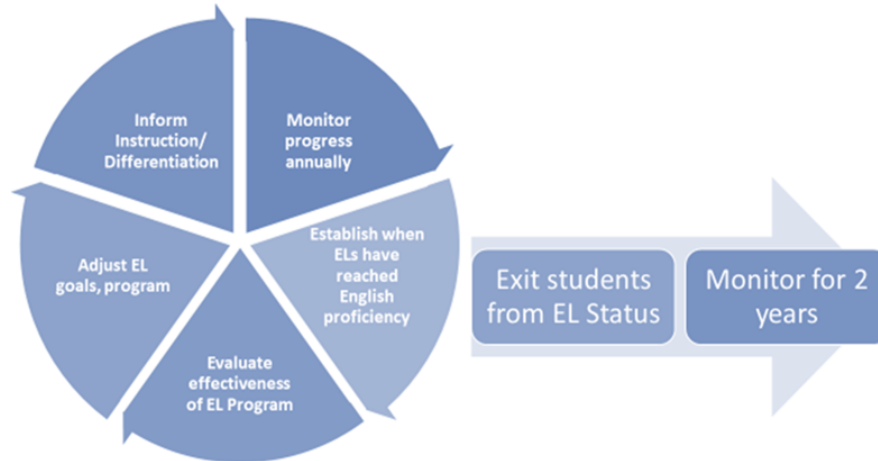 Monitor
progress
annually
Establish when
ELs have
reached
English
proficiency
Evaluate
effectiveness
of EL Program
Adjust EL
goals, program
Inform
Instruction/
Differentiation
Exit students
from EL Status
Monitor for 2
years